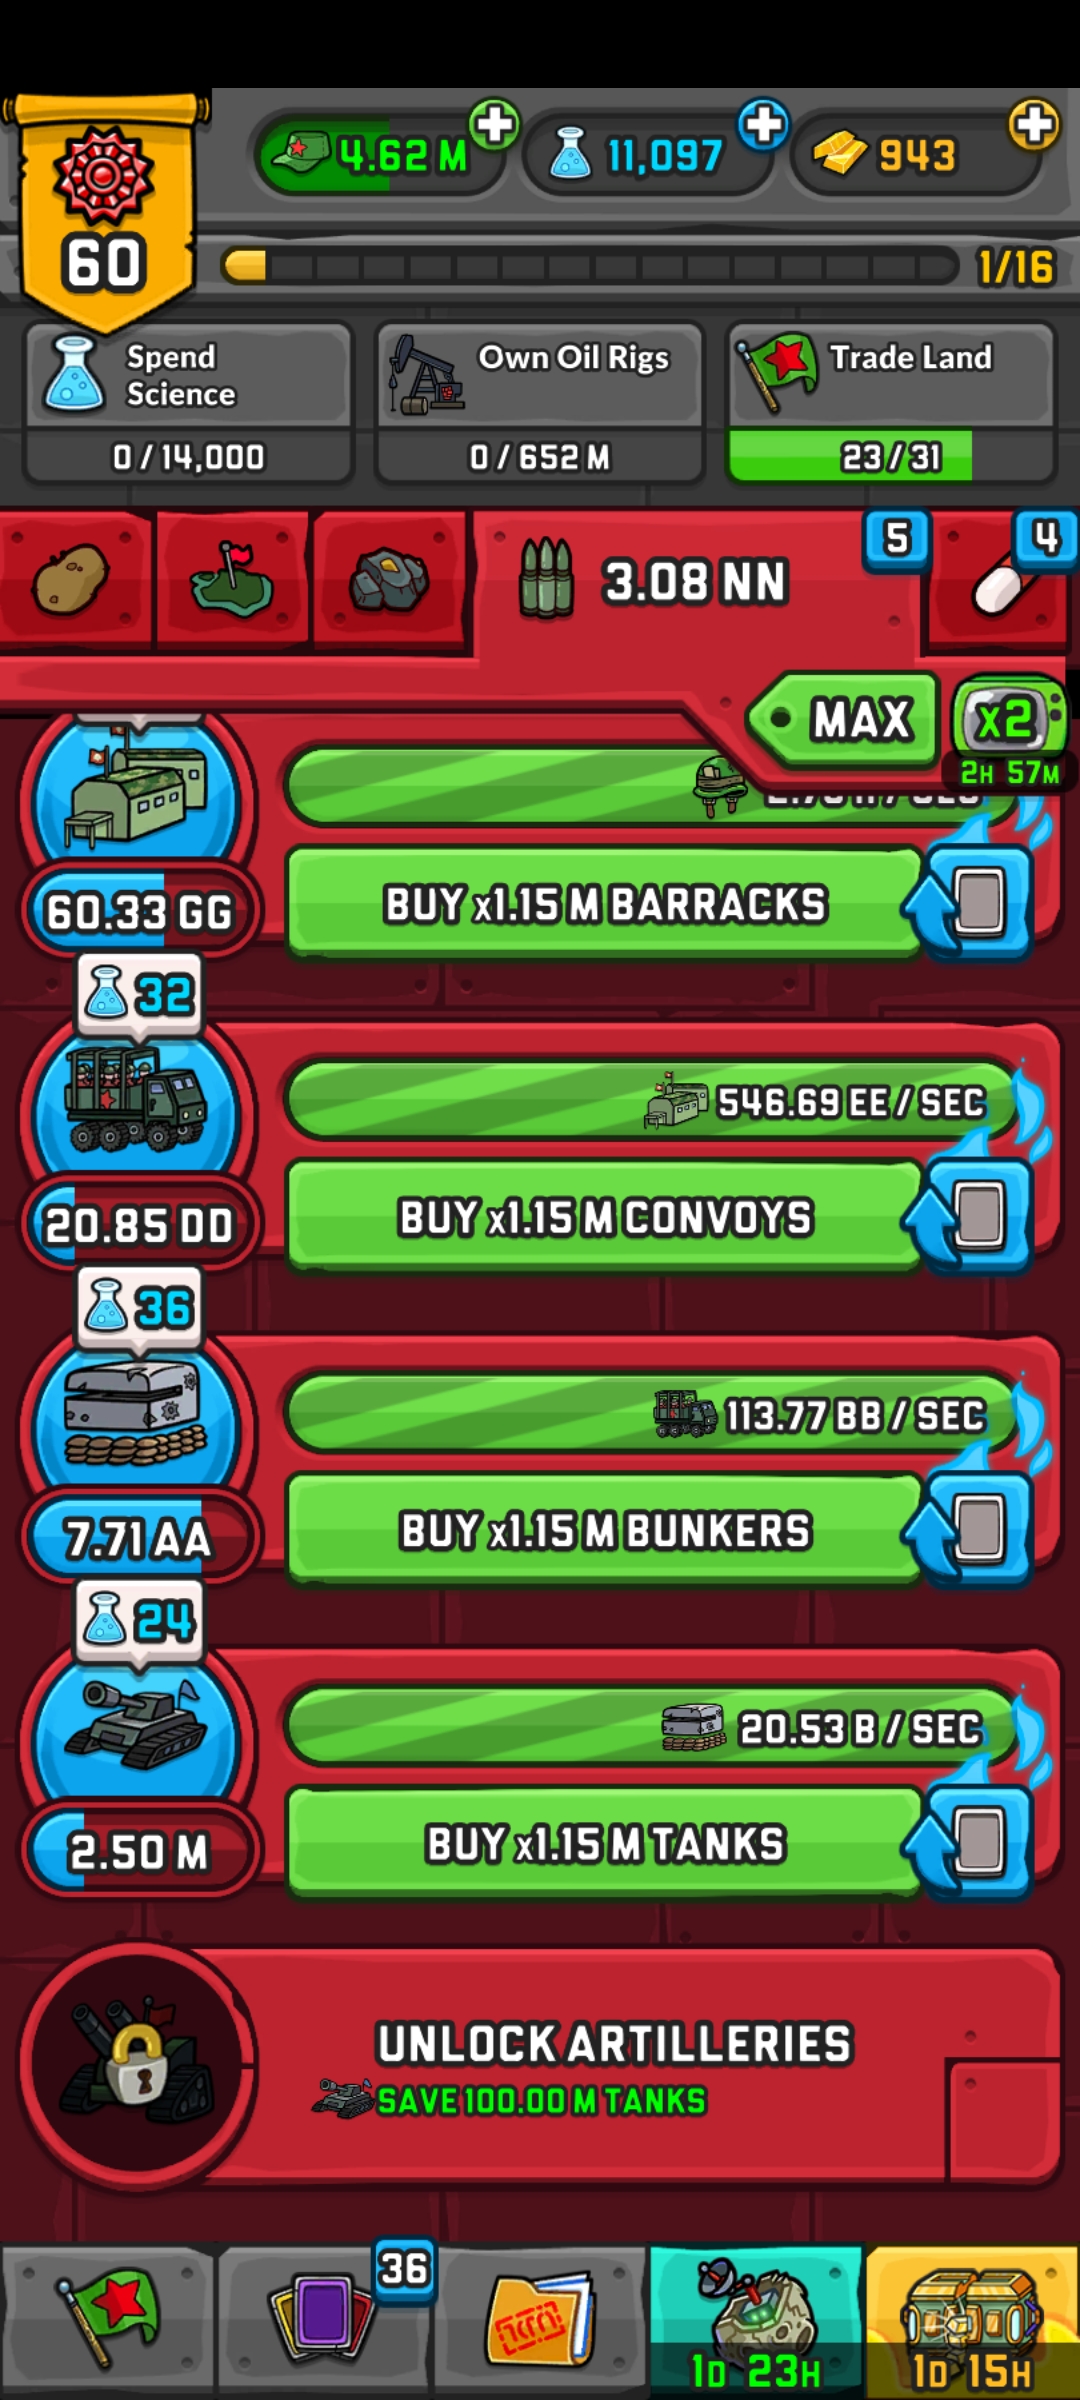 4.62 M
11,097
943
60
1/16
Spend
Science
Own Oil Rigs
Trade Land
0/14,000
0/652 M
23/31
3.08 NN
5
4
MAX
x2
2H 57M
/ SEC
60.33 GG
BUY x1.15 M BARRACKS
32
546.69 EE / SEC
20.85 DD
BUY x1.15 M CONVOYS
36
113.77 BB / SEC
7.71 AA
BUY x1.15 M BUNKERS
24
20.53 B / SEC
2.50 M
BUY x1.15 M TANKS
UNLOCK ARTILLERIES
SAVE 100.00 M TANKS
36
1D 23H
1D 15H